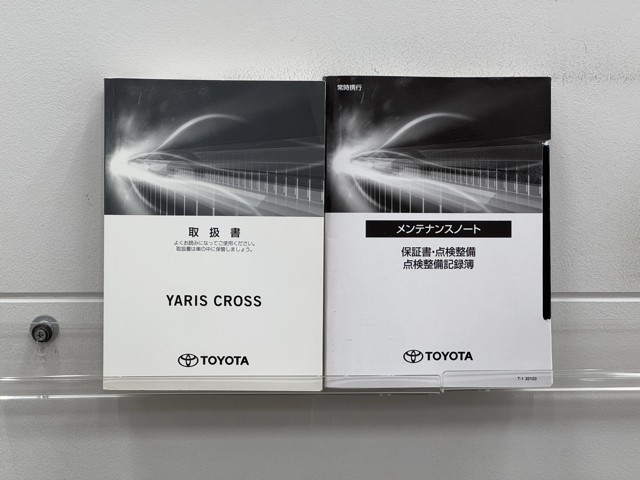 取扱書
よくお読みになってご使用ください。
取扱書は車の中に保管しましょう。
YARIS CROSS
TOYOTA
常時携行
メンテナンスノート
保証書・点検整備
点検整備記録簿
TOYOTA